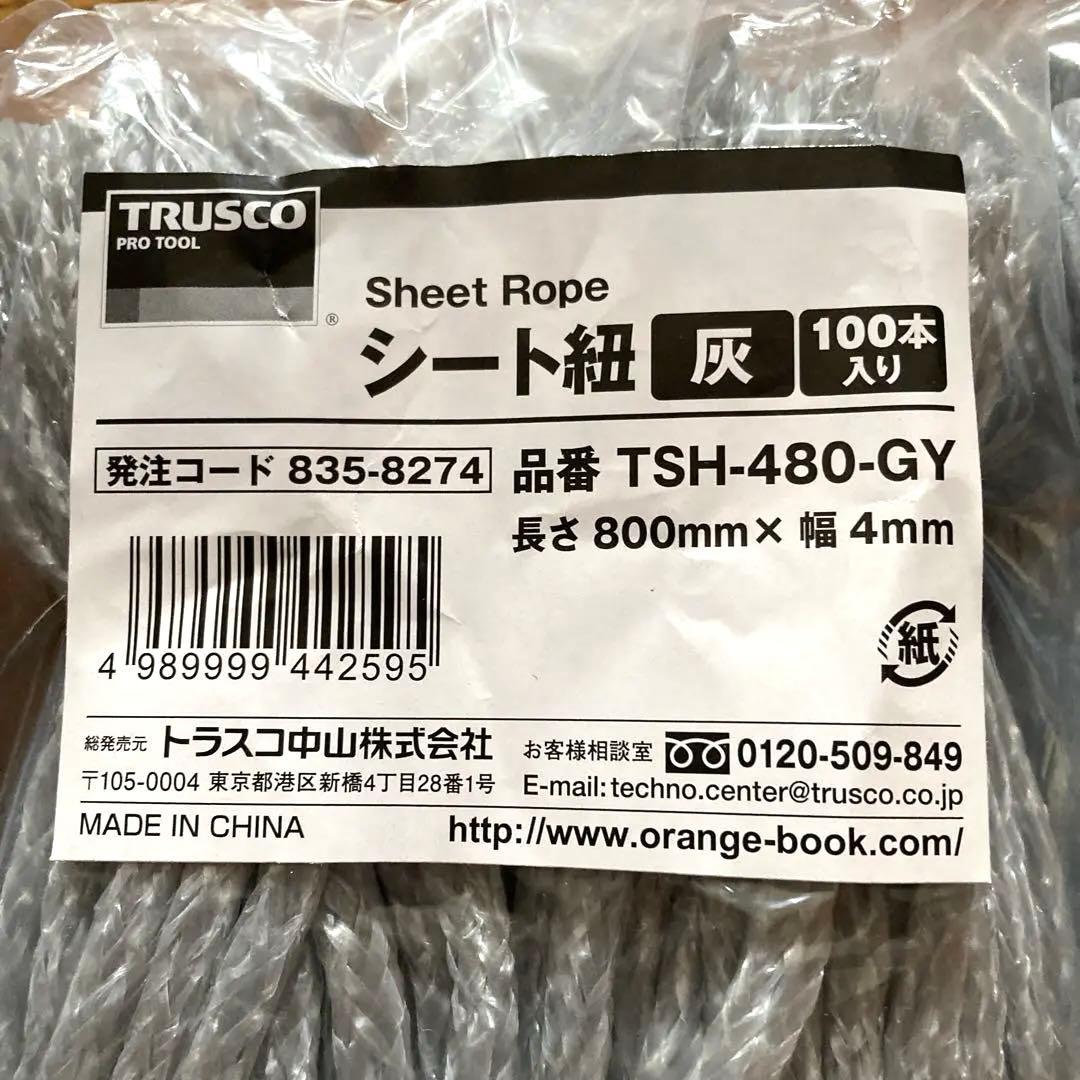 TRUSCO
PRO TOOL
®
Sheet Rope
シート紐 灰 100本入り
発注コード 835-8274
品番 TSH-480-GY
長さ 800mm× 幅 4mm
4 989999 442595
紙
総発売元 トラスコ中山株式会社
〒105-0004 東京都港区新橋4丁目28番1号
お客様相談室 0120-509-849
E-mail: techno.center@trusco.co.jp
MADE IN CHINA
http://www.orange-book.com/